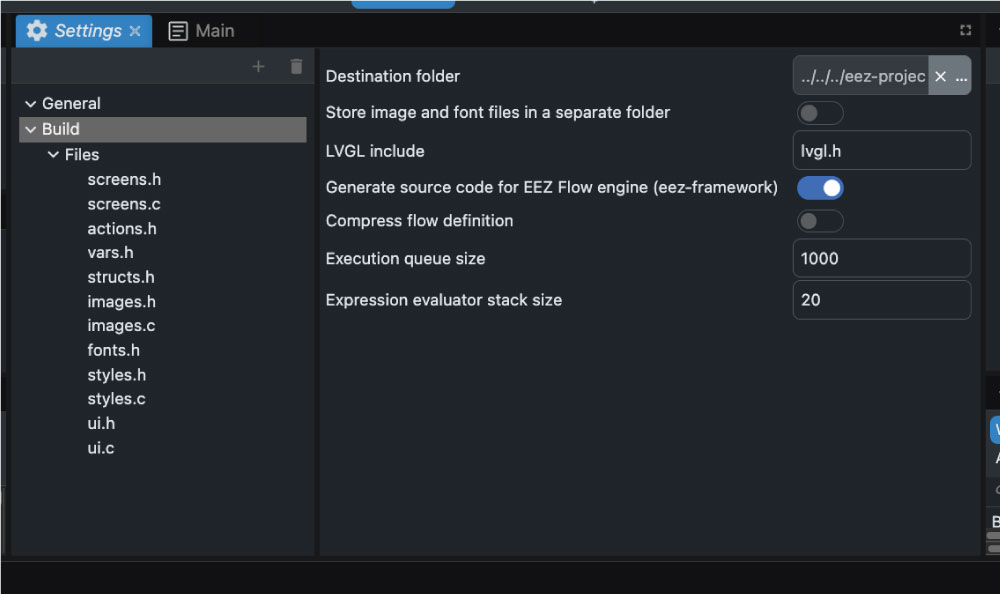 Settings
Main
General
Build
Files
screens.h
screens.c
actions.h
vars.h
structs.h
images.h
images.c
fonts.h
styles.h
styles.c
ui.h
ui.c
Destination folder
../../../eez-projec
...
Store image and font files in a separate folder
LVGL include
lvgl.h
Generate source code for EEZ Flow engine (eez-framework)
Compress flow definition
Execution queue size
1000
Expression evaluator stack size
20
B